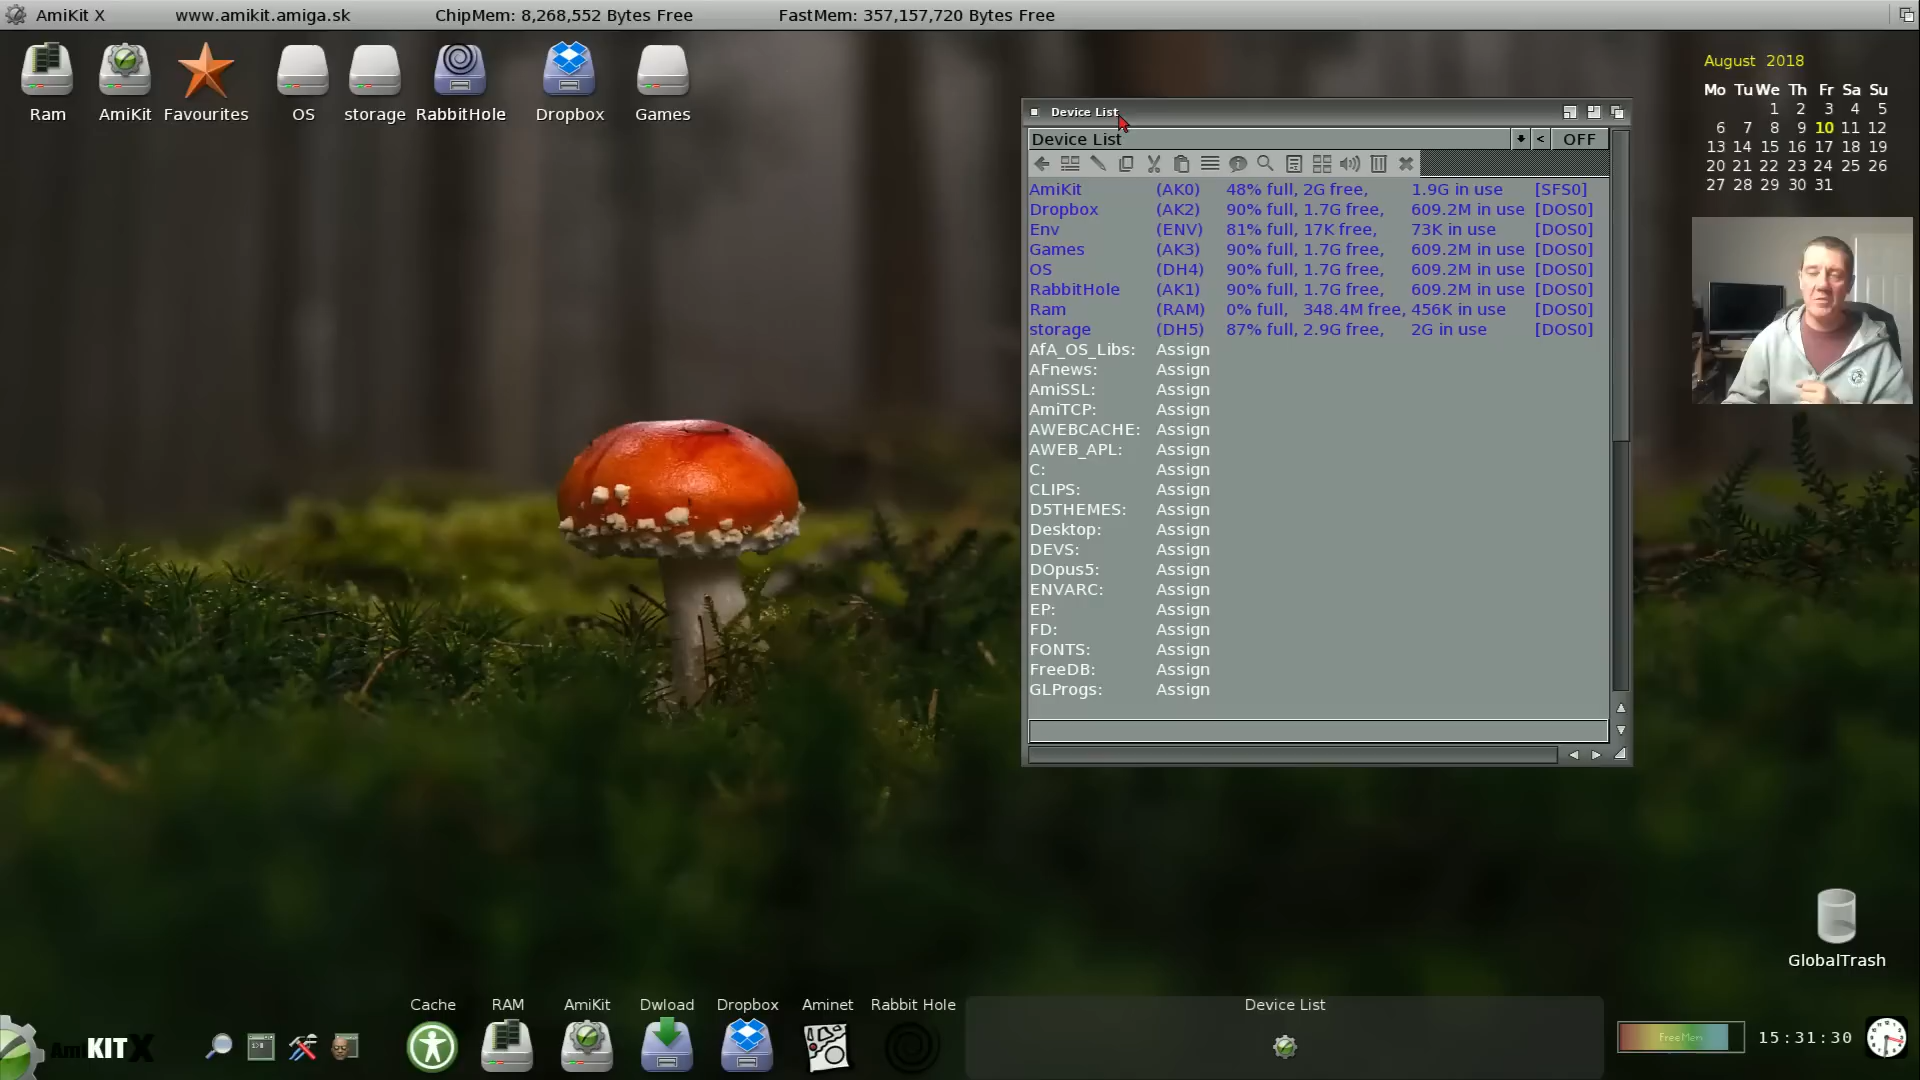 AmiKit X www.amikit.amiga.sk ChipMem: 8,268,552 Bytes Free FastMem: 357,157,720 Bytes Free
Ram AmiKit Favourites OS storage RabbitHole Dropbox Games
August 2018
Mo Tu We Th Fr Sa Su
1 2 3 4 5
6 7 8 9 10 11 12
13 14 15 16 17 18 19
20 21 22 23 24 25 26
27 28 29 30 31
Device List
Device List < OFF
AmiKit (AK0) 48% full, 2G free, 1.9G in use [SFS0]
Dropbox (AK2) 90% full, 1.7G free, 609.2M in use [DOS0]
Env (ENV) 81% full, 17K free, 73K in use [DOS0]
Games (AK3) 90% full, 1.7G free, 609.2M in use [DOS0]
OS (DH4) 90% full, 1.7G free, 609.2M in use [DOS0]
RabbitHole (AK1) 90% full, 1.7G free, 609.2M in use [DOS0]
Ram (RAM) 0% full, 348.4M free, 456K in use [DOS0]
storage (DH5) 87% full, 2.9G free, 2G in use [DOS0]
AfA_OS_Libs: Assign
AFnews: Assign
AmiSSL: Assign
AmiTCP: Assign
AWEBCACHE: Assign
AWEB_APL: Assign
C: Assign
CLIPS: Assign
D5THEMES: Assign
Desktop: Assign
DEVS: Assign
DOpus5: Assign
ENVARC: Assign
EP: Assign
FD: Assign
FONTS: Assign
FreeDB: Assign
GLProgs: Assign
GlobalTrash
Cache RAM AmiKit Dwload Dropbox Aminet Rabbit Hole Device List
AmiKITX
FreeMem 15:31:30